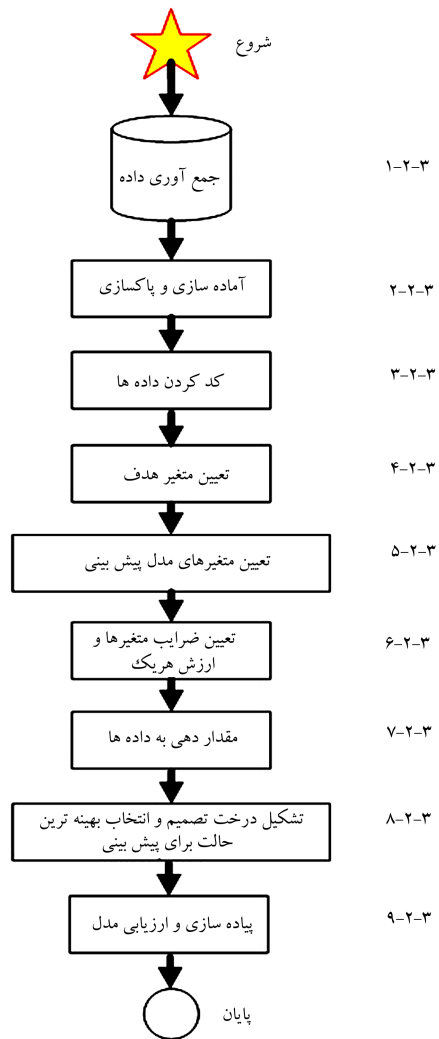 شروع
جمع آوری داده
۳-۲-۱
آماده سازی و پاکسازی
۳-۲-۲
کد کردن داده ها
۳-۲-۳
تعیین متغیر هدف
۳-۲-۴
تعیین متغیرهای مدل پیش بینی
۳-۲-۵
تعیین ضرایب متغیرها و
ارزش هریک
۳-۲-۶
مقدار دهی به داده ها
۳-۲-۷
تشکیل درخت تصمیم و انتخاب بهینه ترین
حالت برای پیش بینی
۳-۲-۸
پیاده سازی و ارزیابی مدل
۳-۲-۹
پایان